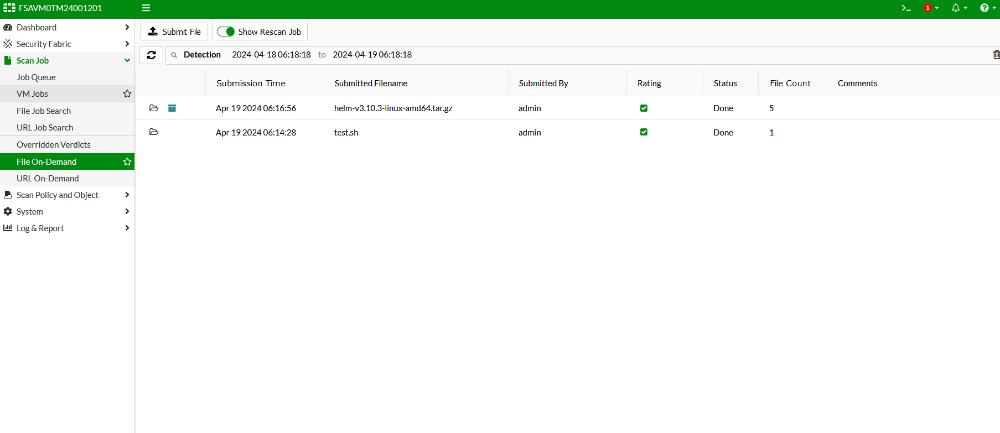 FSAVM0TM24001201
1
Dashboard
Security Fabric
Scan Job
Job Queue
VM Jobs
File Job Search
URL Job Search
Overridden Verdicts
File On-Demand
URL On-Demand
Scan Policy and Object
System
Log & Report
Submit File Show Rescan Job
Detection 2024-04-18 06:18:18 to 2024-04-19 06:18:18
Submission Time Submitted Filename Submitted By Rating Status File Count Comments
Apr 19 2024 06:16:56 helm-v3.10.3-linux-amd64.tar.gz admin Done 5
Apr 19 2024 06:14:28 test.sh admin Done 1